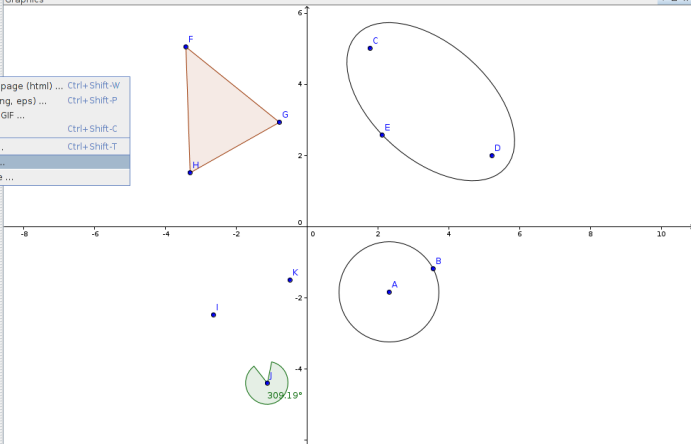 Graphics
page (html) ... Ctrl+Shift-W
ng, eps) ... Ctrl+Shift-P
GIF ...
Ctrl+Shift-C
. Ctrl+Shift-T
..
e ...
F
G
H
C
E
D
B
A
K
I
J
309.19°
6
4
2
0
-8 -6 -4 -2 0 2 4 6 8 10
-2
-4